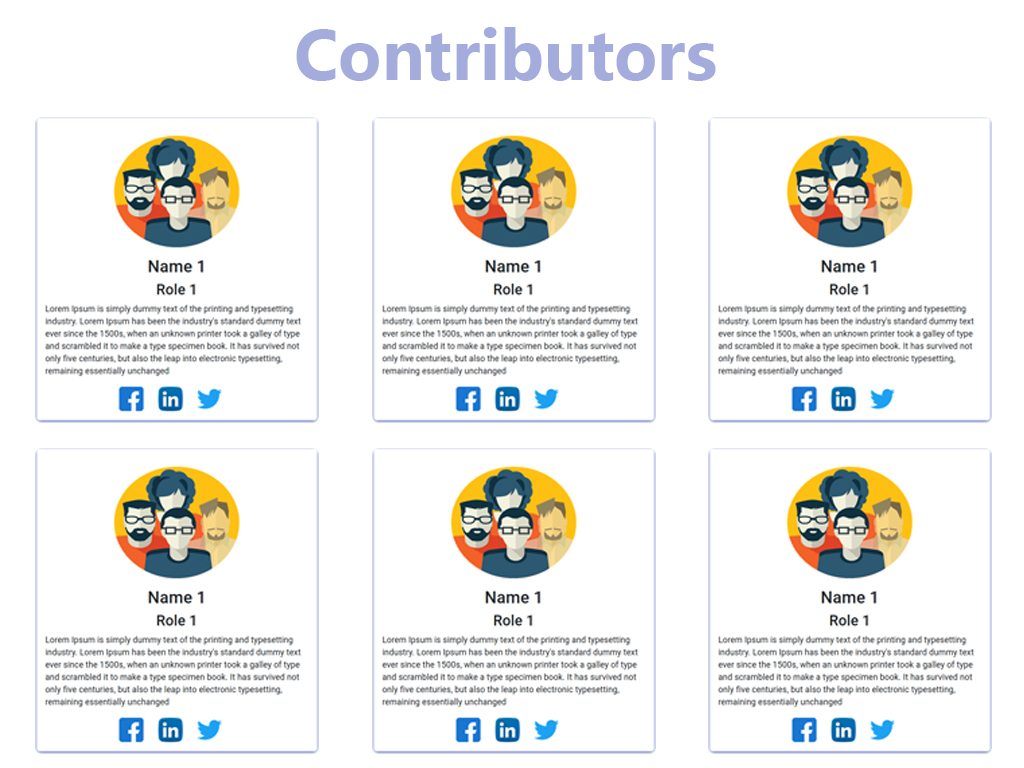 Contributors
Name 1
Role 1
Lorem Ipsum is simply dummy text of the printing and typesetting
industry. Lorem Ipsum has been the industry's standard dummy text
ever since the 1500s, when an unknown printer took a galley of type
and scrambled it to make a type specimen book. It has survived not
only five centuries, but also the leap into electronic typesetting,
remaining essentially unchanged
in
Name 1
Role 1
Lorem Ipsum is simply dummy text of the printing and typesetting
industry. Lorem Ipsum has been the industry's standard dummy text
ever since the 1500s, when an unknown printer took a galley of type
and scrambled it to make a type specimen book. It has survived not
only five centuries, but also the leap into electronic typesetting,
remaining essentially unchanged
in
Name 1
Role 1
Lorem Ipsum is simply dummy text of the printing and typesetting
industry. Lorem Ipsum has been the industry's standard dummy text
ever since the 1500s, when an unknown printer took a galley of type
and scrambled it to make a type specimen book. It has survived not
only five centuries, but also the leap into electronic typesetting,
remaining essentially unchanged
in
Name 1
Role 1
Lorem Ipsum is simply dummy text of the printing and typesetting
industry. Lorem Ipsum has been the industry's standard dummy text
ever since the 1500s, when an unknown printer took a galley of type
and scrambled it to make a type specimen book. It has survived not
only five centuries, but also the leap into electronic typesetting,
remaining essentially unchanged
in
Name 1
Role 1
Lorem Ipsum is simply dummy text of the printing and typesetting
industry. Lorem Ipsum has been the industry's standard dummy text
ever since the 1500s, when an unknown printer took a galley of type
and scrambled it to make a type specimen book. It has survived not
only five centuries, but also the leap into electronic typesetting,
remaining essentially unchanged
in
Name 1
Role 1
Lorem Ipsum is simply dummy text of the printing and typesetting
industry. Lorem Ipsum has been the industry's standard dummy text
ever since the 1500s, when an unknown printer took a galley of type
and scrambled it to make a type specimen book. It has survived not
only five centuries, but also the leap into electronic typesetting,
remaining essentially unchanged
in